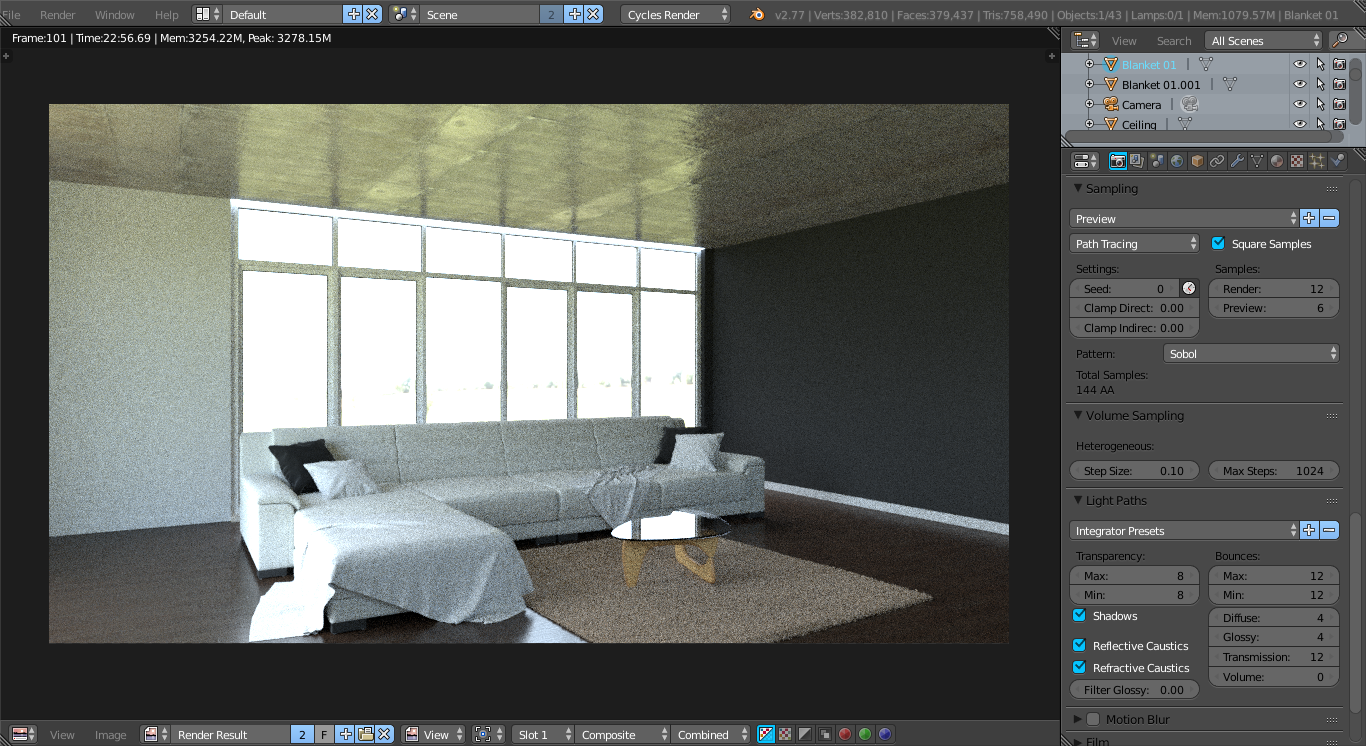 File Render Window Help Default Scene 2 Cycles Render v2.77 | Verts:382,810 | Faces:379,437 | Tris:758,490 | Objects:1/43 | Lamps:0/1 | Mem:1079.57M | Blanket 01
Frame:101 | Time:22:56.69 | Mem:3254.22M, Peak: 3278.15M
View Search All Scenes
Blanket 01
Blanket 01.001
Camera
Ceiling
Sampling
Preview
Path Tracing Square Samples
Settings: Samples:
Seed: 0 Render: 12
Clamp Direct: 0.00 Preview: 6
Clamp Indirec: 0.00
Pattern: Sobol
Total Samples:
144 AA
Volume Sampling
Heterogeneous:
Step Size: 0.10 Max Steps: 1024
Light Paths
Integrator Presets
Transparency: Bounces:
Max: 8 Max: 12
Min: 8 Min: 12
Shadows Diffuse: 4
Glossy: 4
Reflective Caustics Transmission: 12
Refractive Caustics Volume: 0
Filter Glossy: 0.00
Motion Blur
Film
View Image Render Result 2 F View Slot 1 Composite Combined